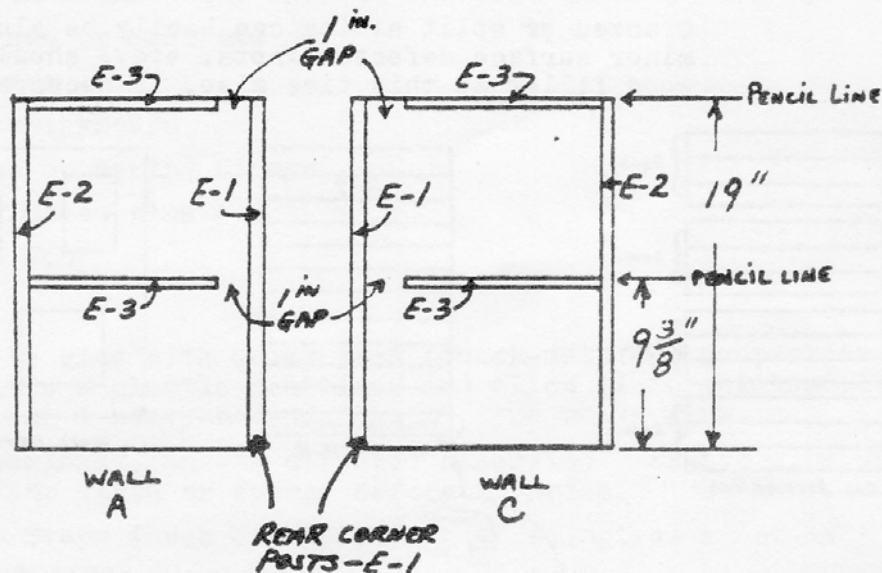 1 in.
GAP
E-3
E-3
PENCIL LINE
E-2
E-1
E-1
E-2
19"
PENCIL LINE
E-3
1 in
GAP
E-3
9 3/8"
WALL
A
WALL
C
REAR CORNER
POSTS-E-1